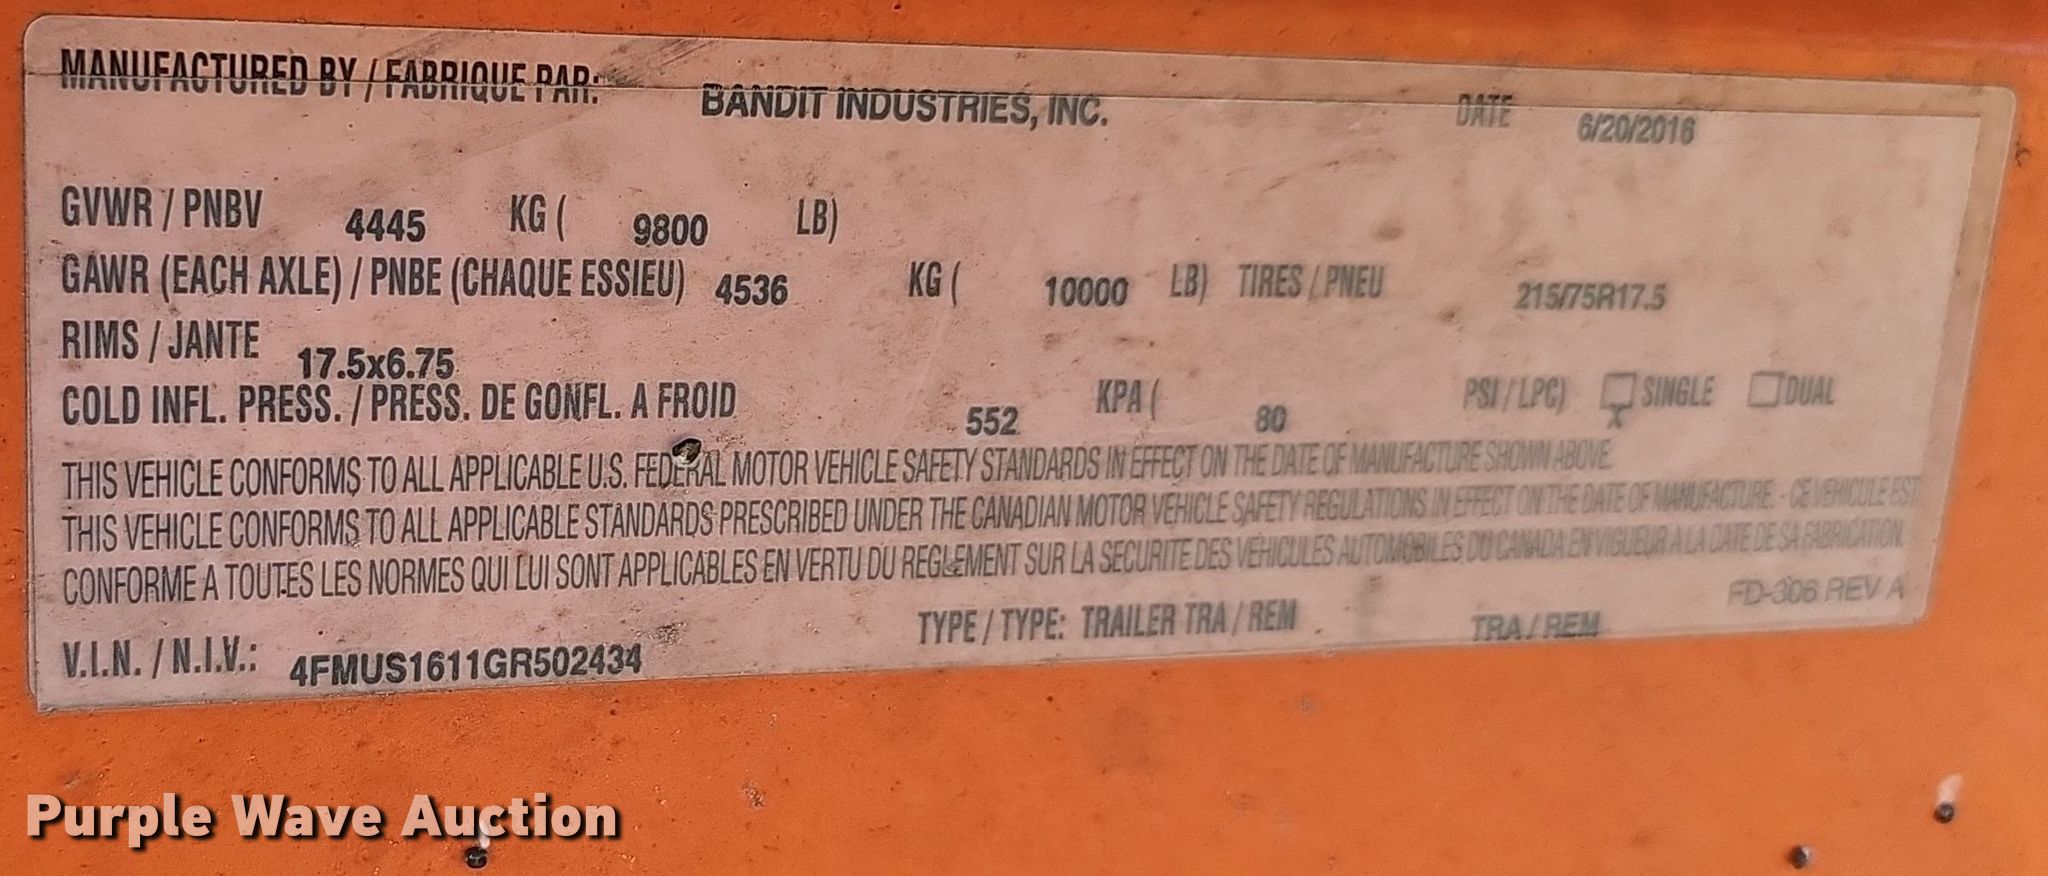 MANUFACTURED BY / FABRIQUE PAR: BANDIT INDUSTRIES, INC. DATE 6/20/2016
GVWR / PNBV 4445 KG ( 9800 LB)
GAWR (EACH AXLE) / PNBE (CHAQUE ESSIEU) 4536 KG ( 10000 LB) TIRES / PNEU 215/75R17.5
RIMS / JANTE 17.5x6.75
COLD INFL. PRESS. / PRESS. DE GONFL. A FROID 552 KPA ( 80 PSI / LPC) X SINGLE DUAL
THIS VEHICLE CONFORMS TO ALL APPLICABLE U.S. FEDERAL MOTOR VEHICLE SAFETY STANDARDS IN EFFECT ON THE DATE OF MANUFACTURE SHOWN ABOVE.
THIS VEHICLE CONFORMS TO ALL APPLICABLE STANDARDS PRESCRIBED UNDER THE CANADIAN MOTOR VEHICLE SAFETY REGULATIONS IN EFFECT ON THE DATE OF MANUFACTURE. - CE VEHICULE EST
CONFORME A TOUTES LES NORMES QUI LUI SONT APPLICABLES EN VERTU DU REGLEMENT SUR LA SECURITE DES VEHICULES AUTOMOBILES DU CANADA EN VIGUEUR A LA DATE DE SA FABRICATION.
FD-306 REV A
V.I.N. / N.I.V.: 4FMUS1611GR502434 TYPE / TYPE: TRAILER TRA / REM TRA / REM
Purple Wave Auction